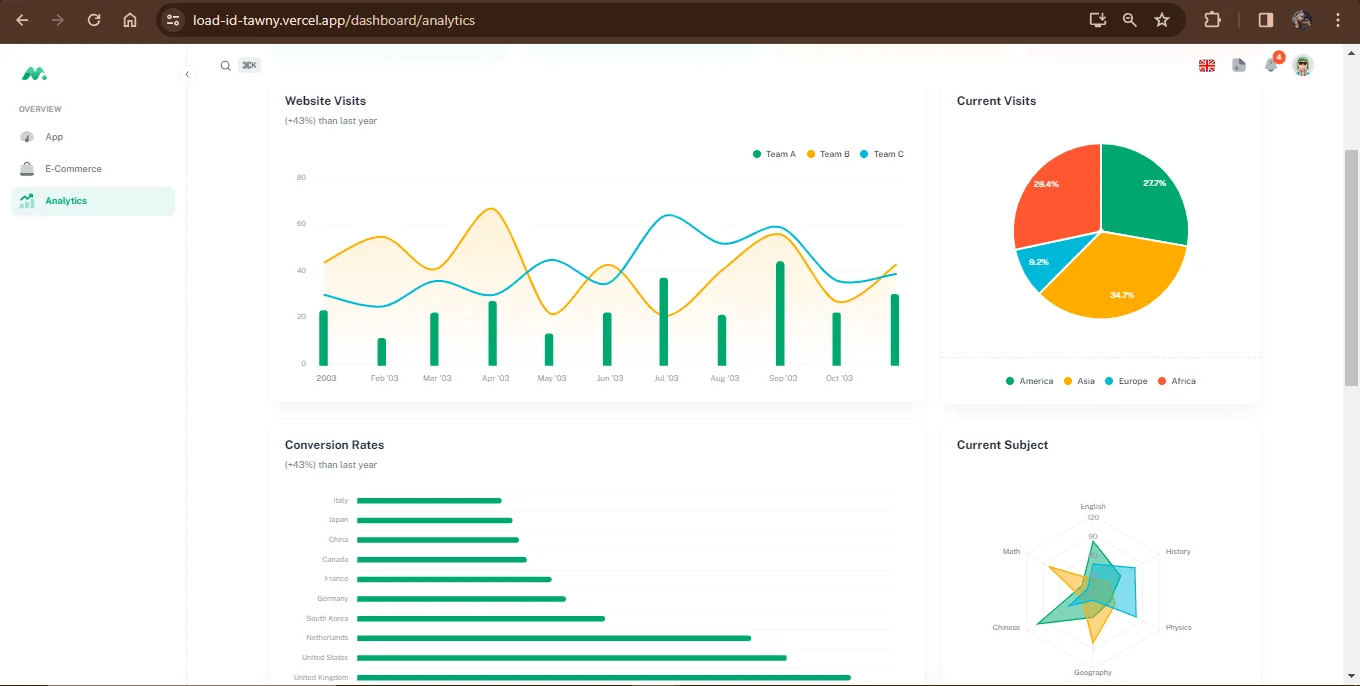 load-id-tawny.vercel.app/dashboard/analytics
⌘K
4
OVERVIEW
App
E-Commerce
Analytics
Website Visits
(+43%) than last year
Team A
Team B
Team C
80
60
40
20
0
2003
Feb '03
Mar '03
Apr '03
May '03
Jun '03
Jul '03
Aug '03
Sep '03
Oct '03
Current Visits
28.4%
27.7%
9.2%
34.7%
America
Asia
Europe
Africa
Conversion Rates
(+43%) than last year
Italy
Japan
China
Canada
France
Germany
South Korea
Netherlands
United States
United Kingdom
Current Subject
English
120
90
Math
History
Chinese
Physics
Geography